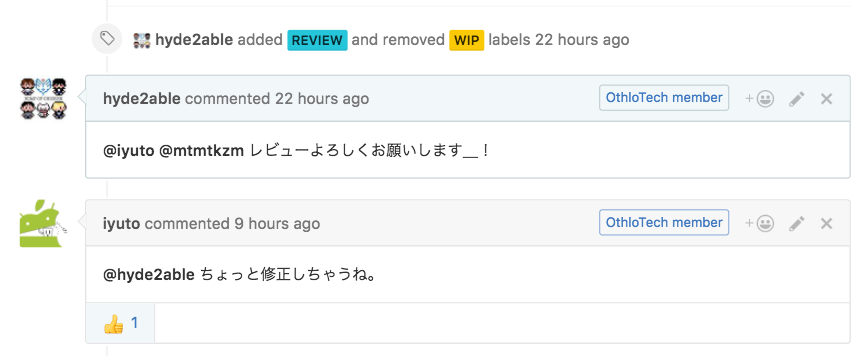 hyde2able added REVIEW and removed WIP labels 22 hours ago
hyde2able commented 22 hours ago OthloTech member
@iyuto @mtmtkzm レビューよろしくお願いします__！
iyuto commented 9 hours ago OthloTech member
@hyde2able ちょっと修正しちゃうね。
👍 1